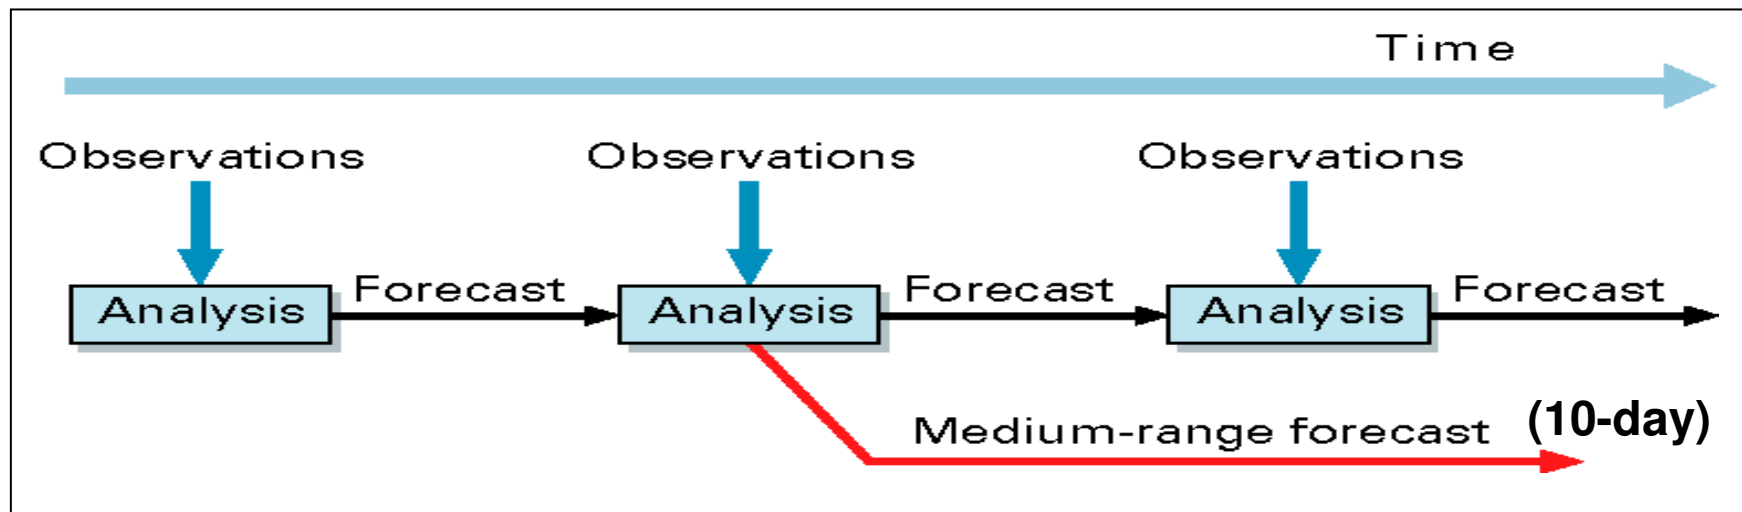 Time
Observations Observations Observations
Analysis Forecast Analysis Forecast Analysis Forecast
Medium-range forecast (10-day)